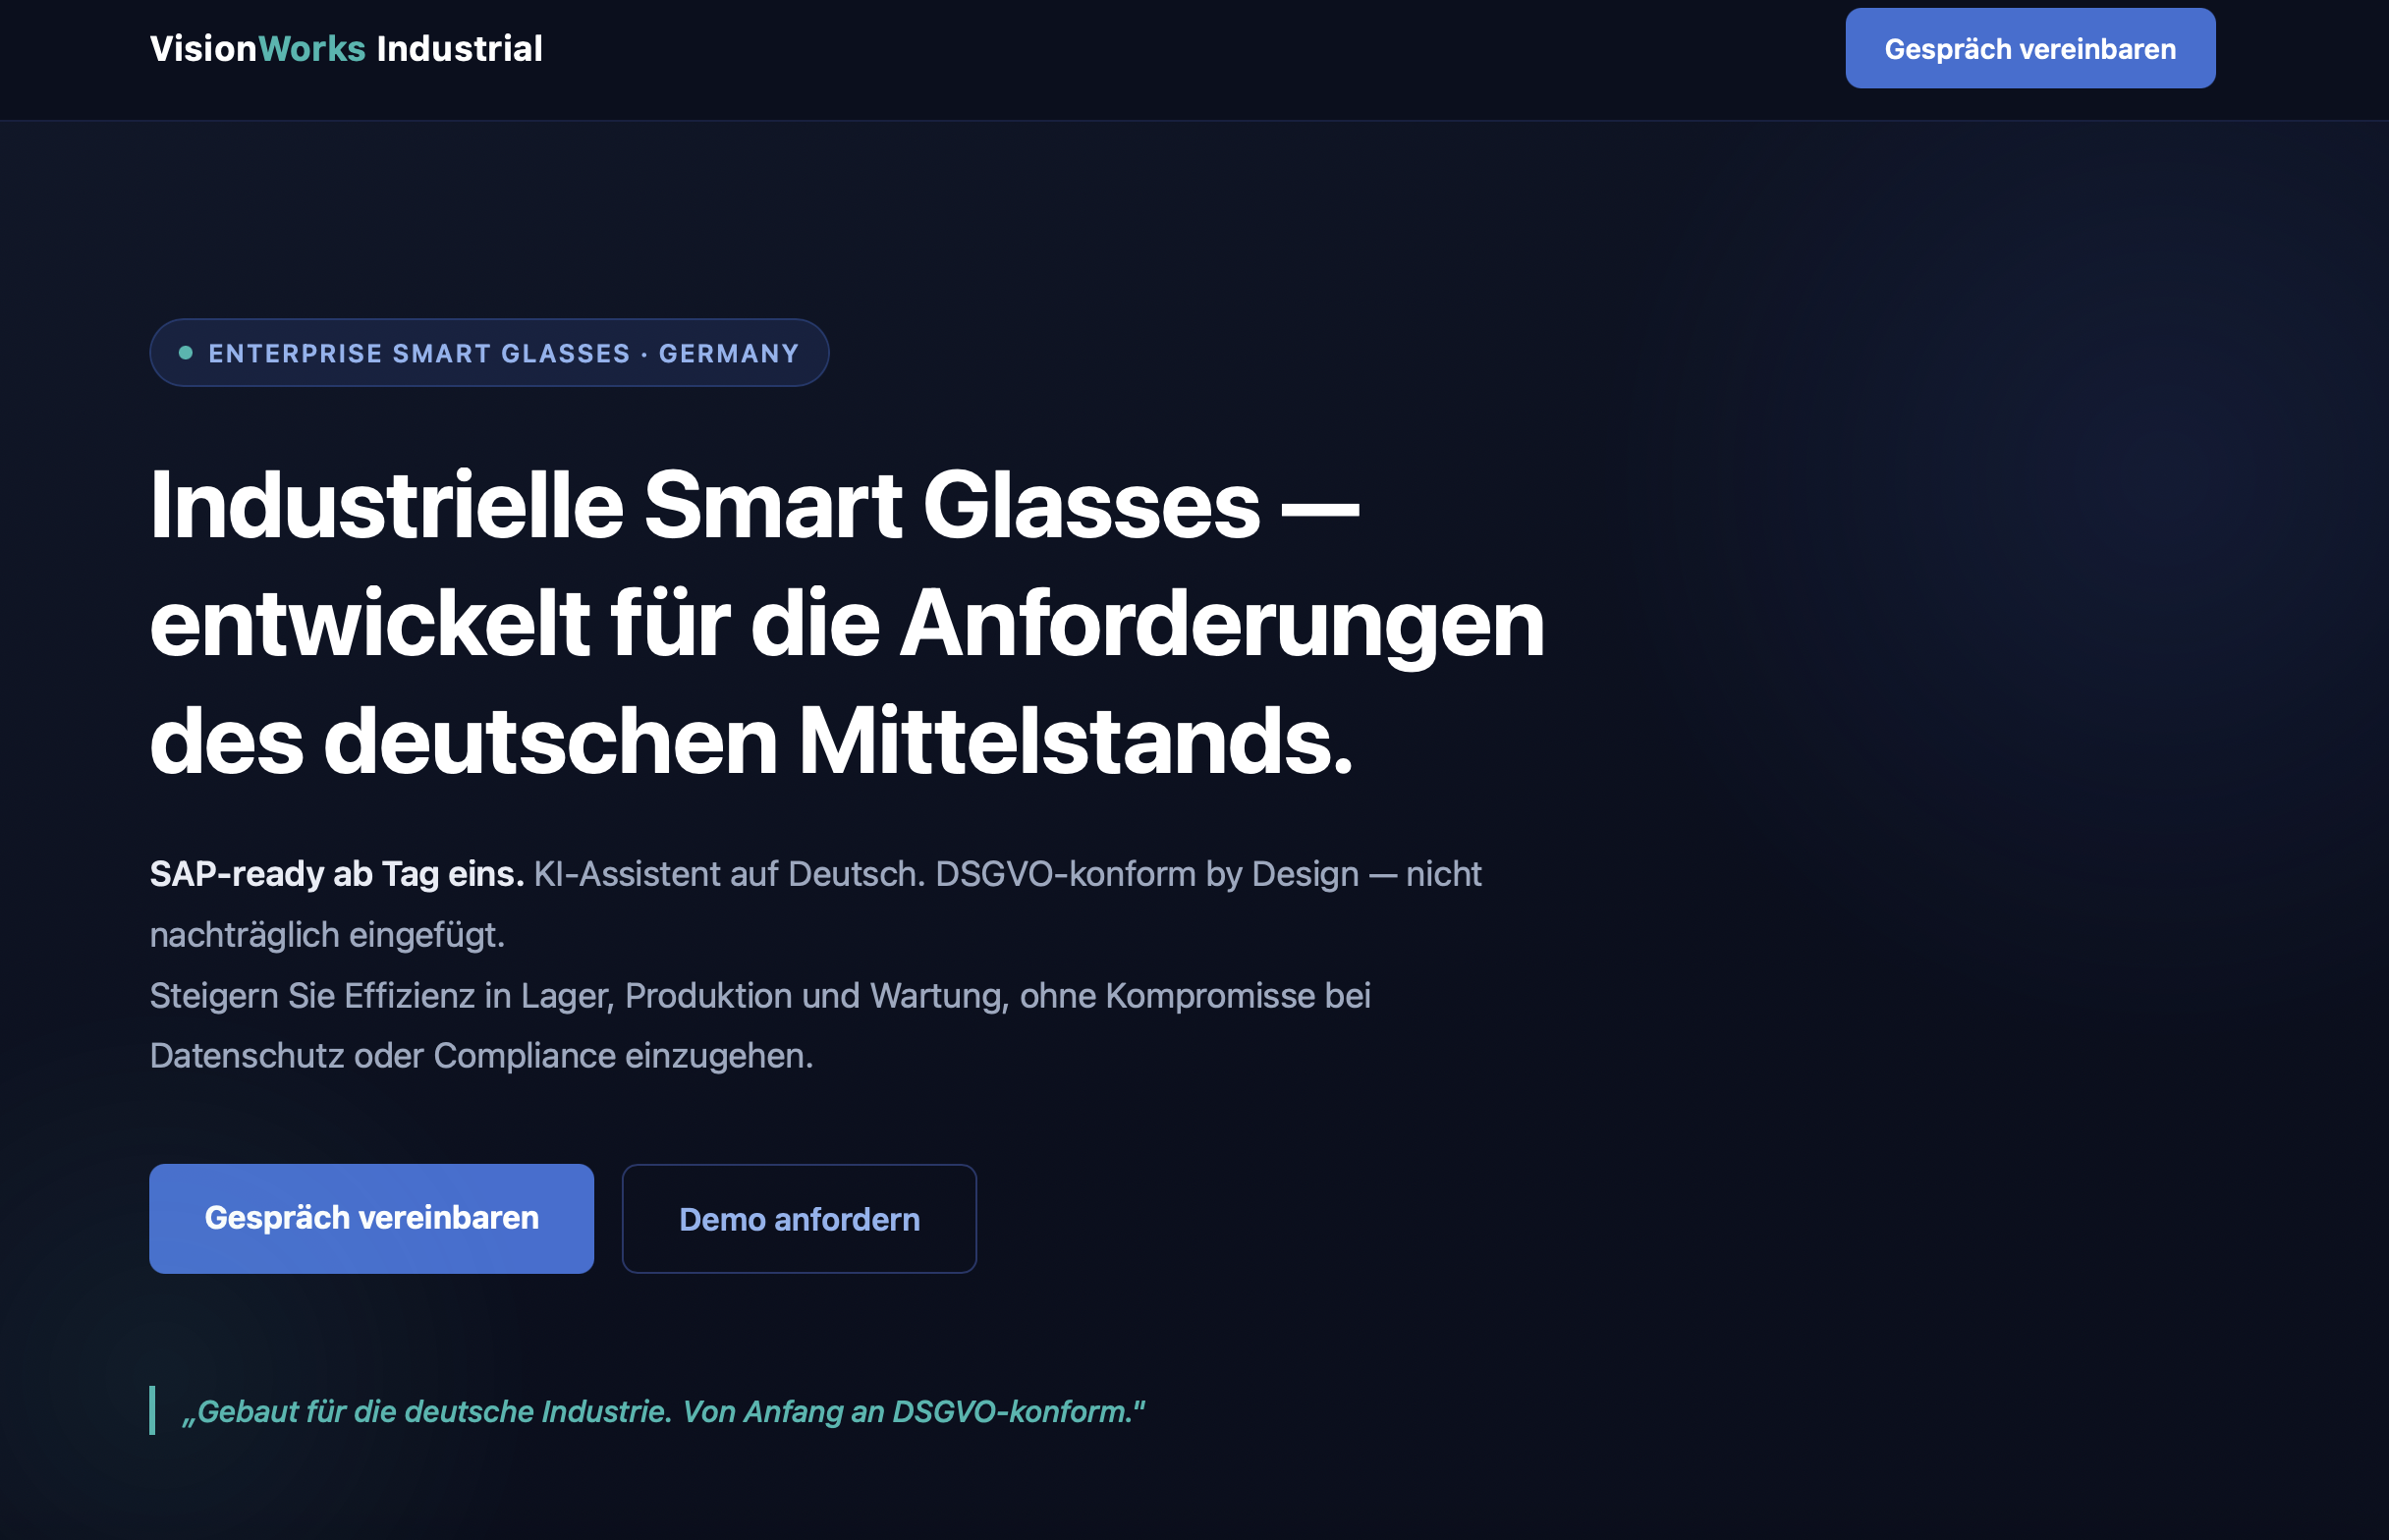 VisionWorks Industrial
Gespräch vereinbaren
ENTERPRISE SMART GLASSES · GERMANY
Industrielle Smart Glasses —
entwickelt für die Anforderungen
des deutschen Mittelstands.
SAP-ready ab Tag eins. KI-Assistent auf Deutsch. DSGVO-konform by Design — nicht
nachträglich eingefügt.
Steigern Sie Effizienz in Lager, Produktion und Wartung, ohne Kompromisse bei
Datenschutz oder Compliance einzugehen.
Gespräch vereinbaren
Demo anfordern
„Gebaut für die deutsche Industrie. Von Anfang an DSGVO-konform."